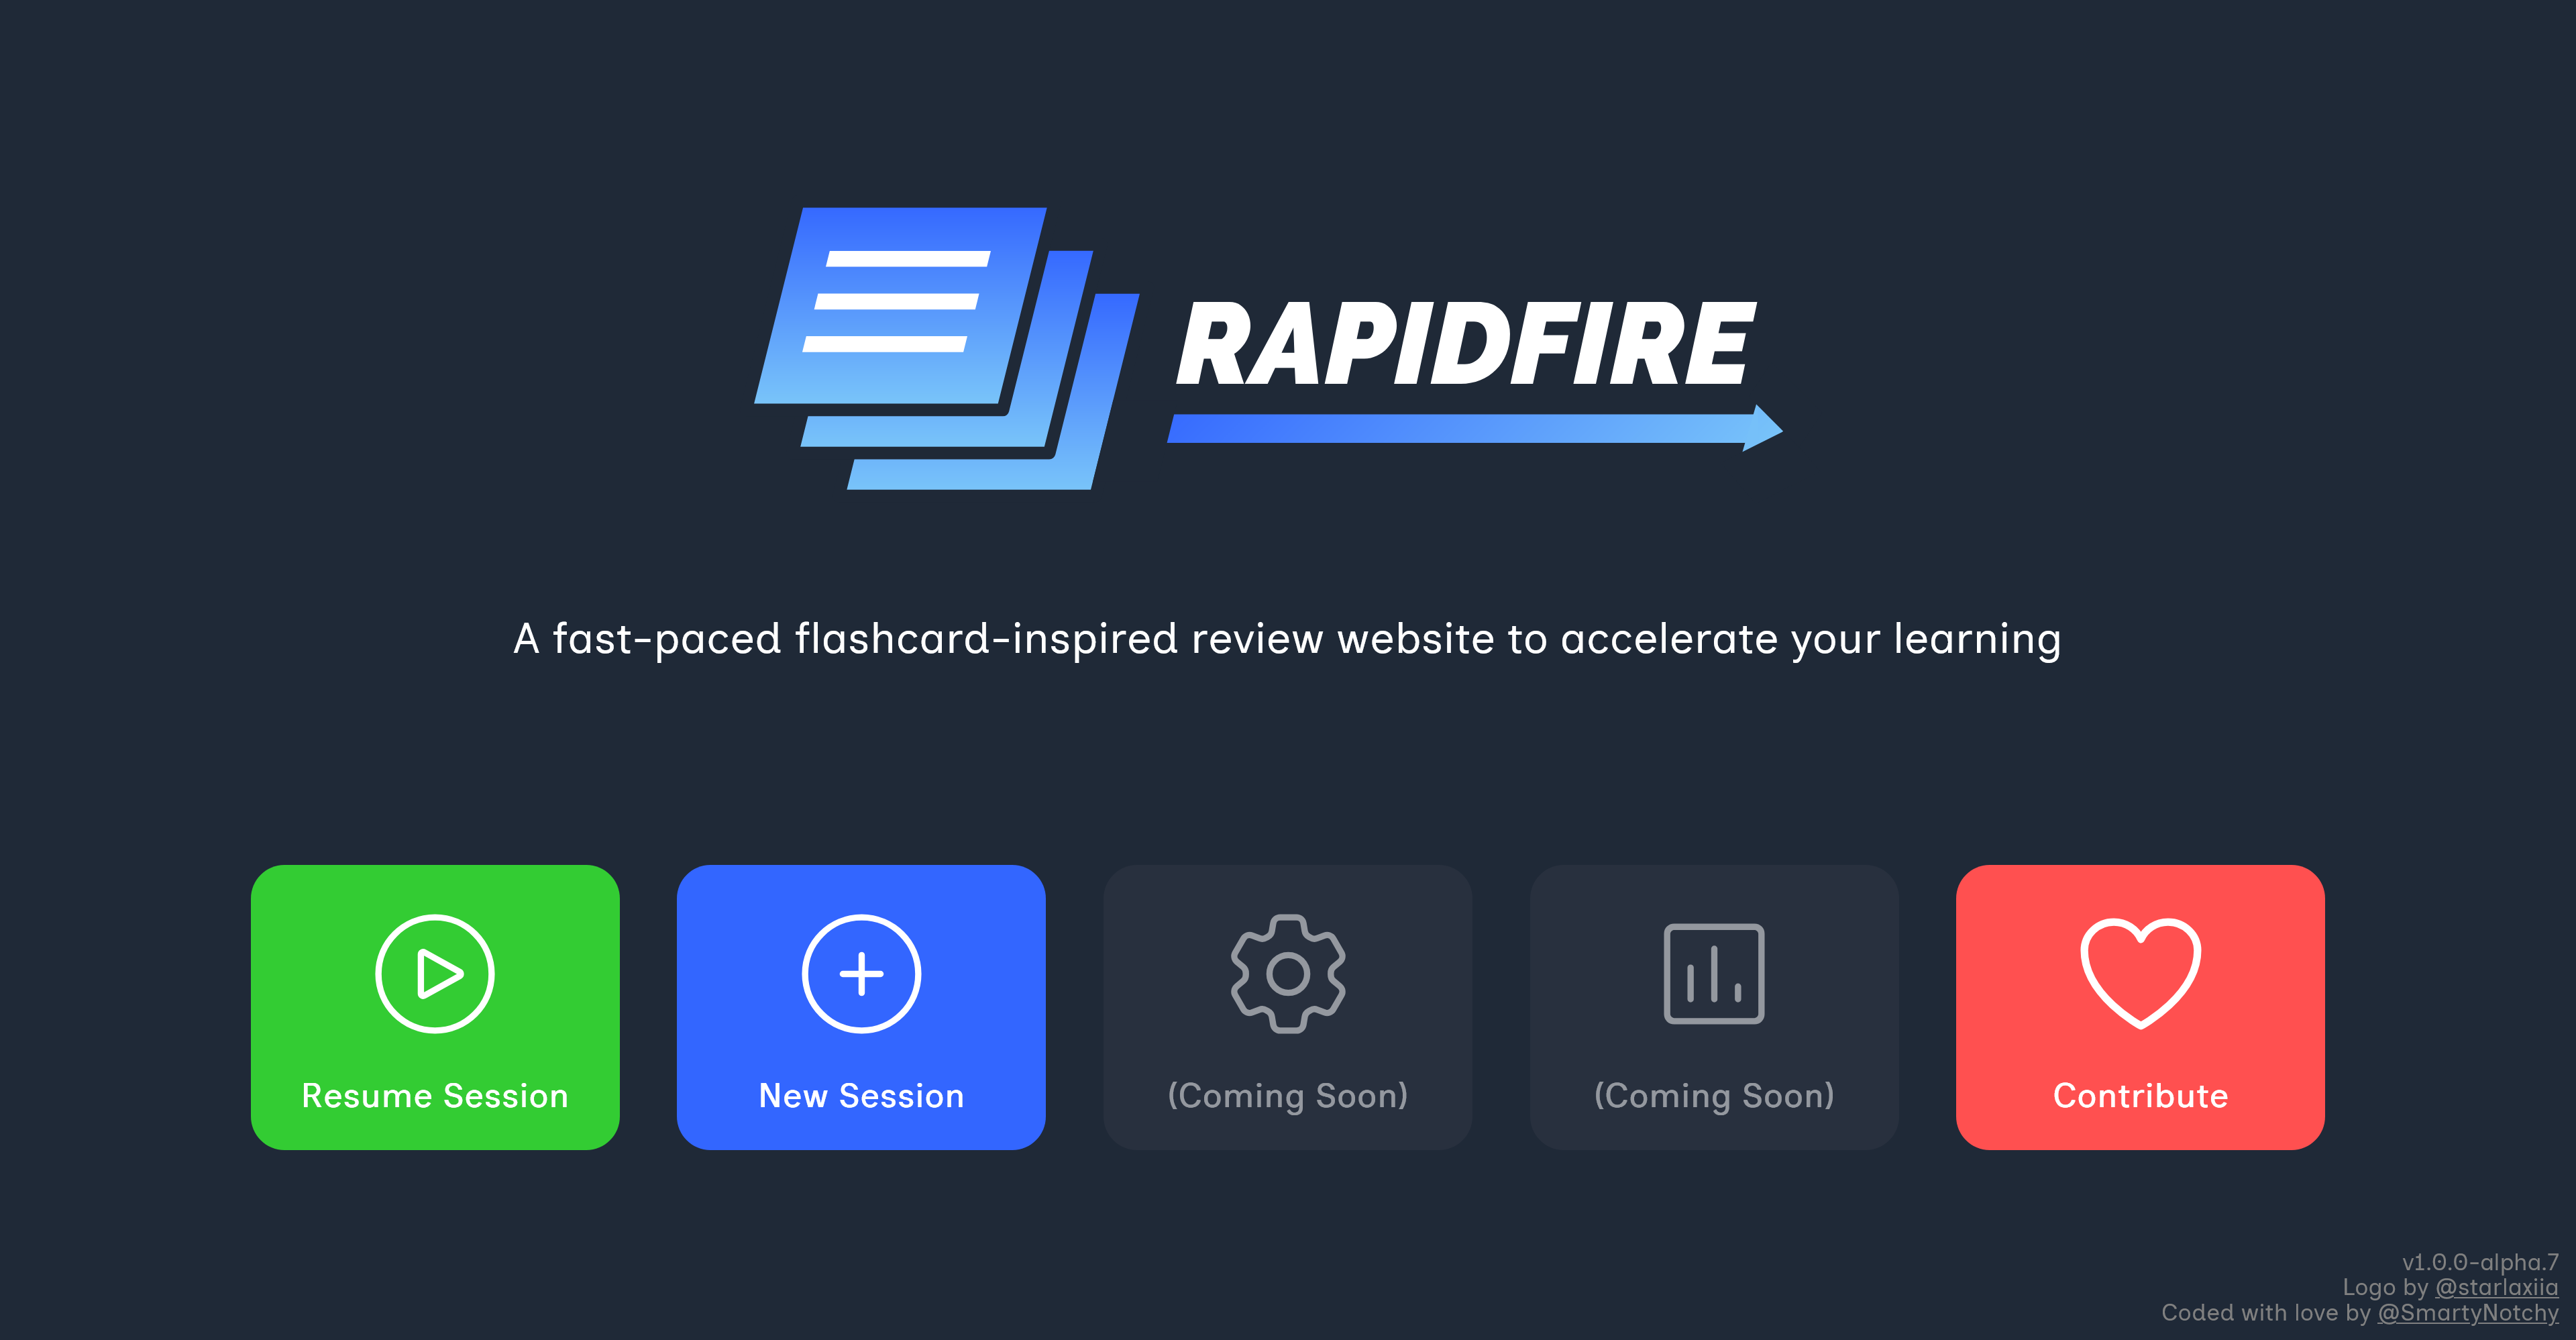 RAPIDFIRE
A fast-paced flashcard-inspired review website to accelerate your learning
Resume Session
New Session
(Coming Soon)
(Coming Soon)
Contribute
v1.0.0-alpha.7
Logo by @starlaxiia
Coded with love by @SmartyNotchy